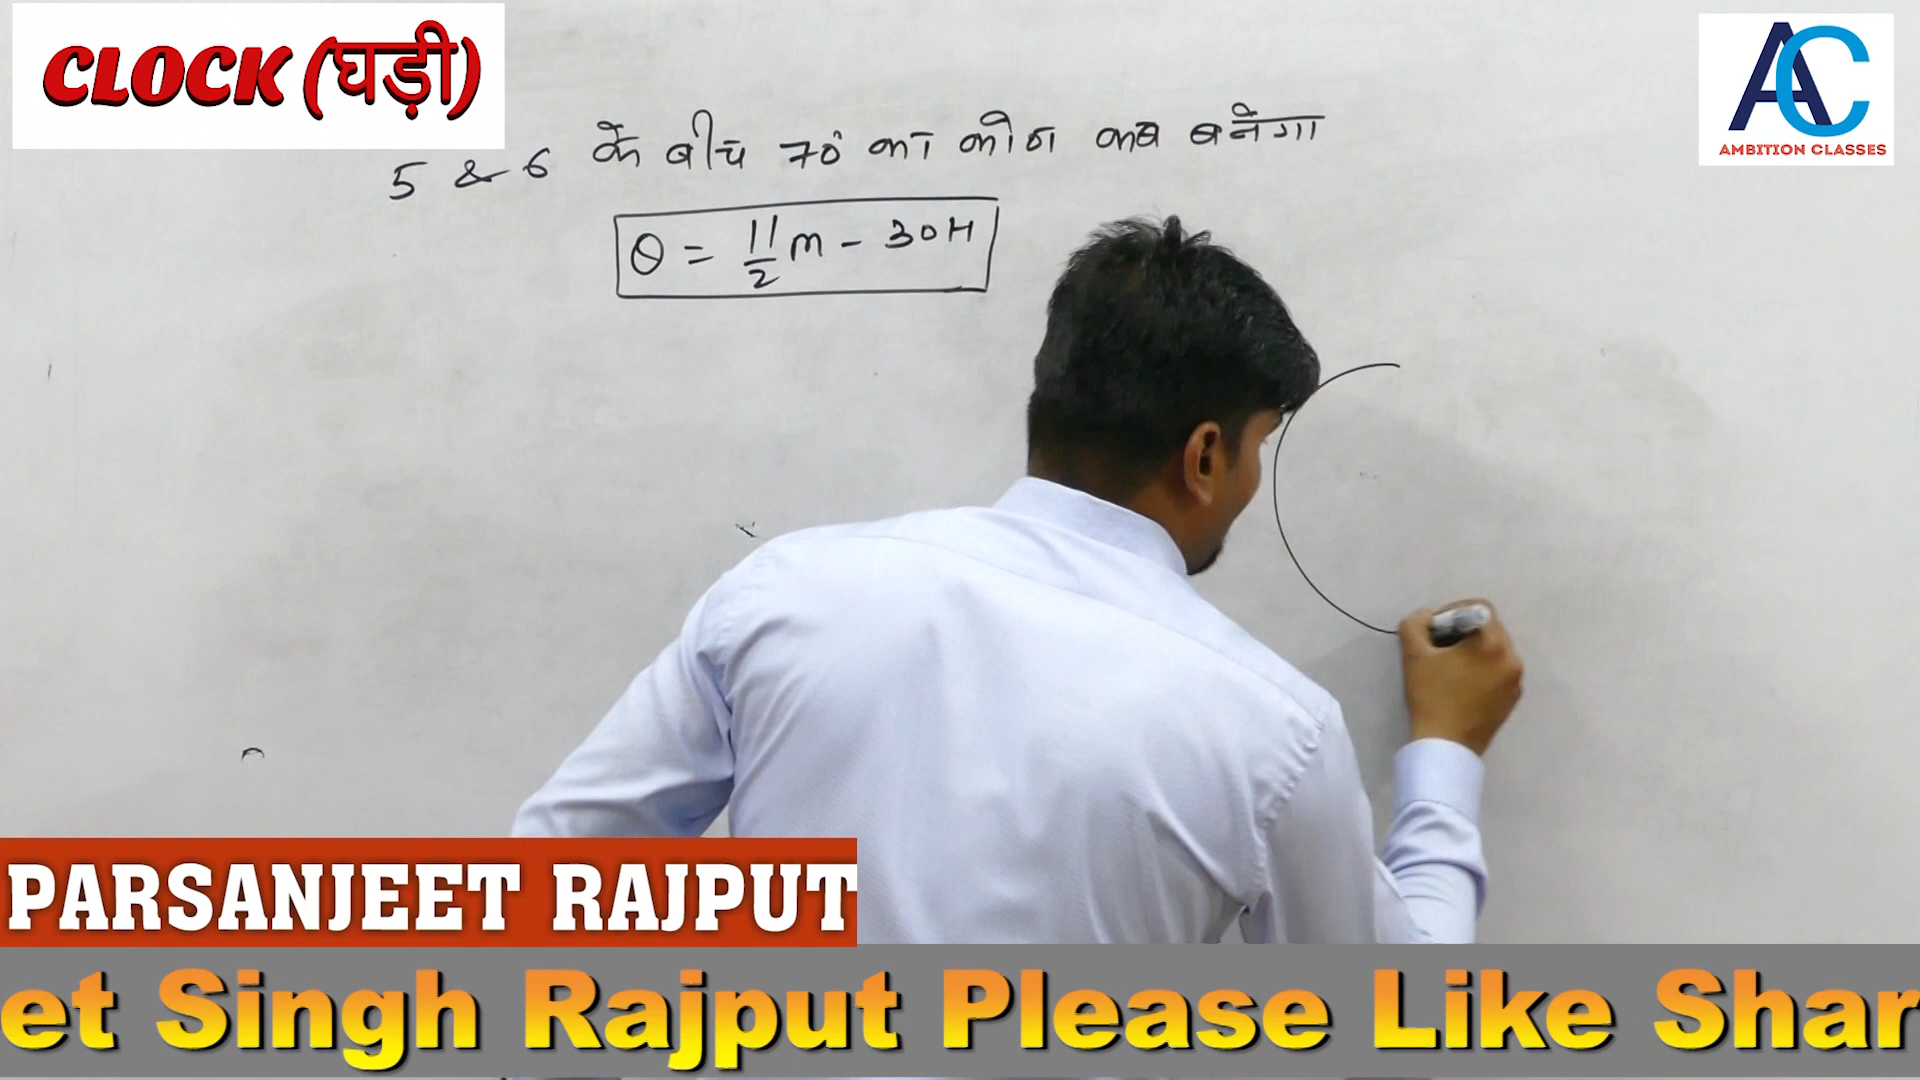 CLOCK (घड़ी)
AC
AMBITION CLASSES
5 & 6 के बीच 70° का कोण कब बनेगा
θ = 11/2 m - 30H
PARSANJEET RAJPUT
et Singh Rajput Please Like Shar